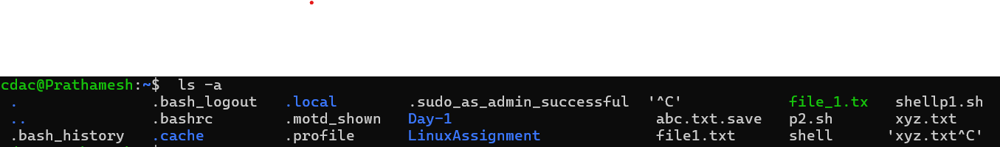 cdac@Prathamesh:~$  ls -a
.               .bash_logout   .local        .sudo_as_admin_successful  '^C'            file_1.tx   shellp1.sh
..              .bashrc        .motd_shown   Day-1                       abc.txt.save   p2.sh       xyz.txt
.bash_history   .cache         .profile      LinuxAssignment             file1.txt      shell      'xyz.txt^C'